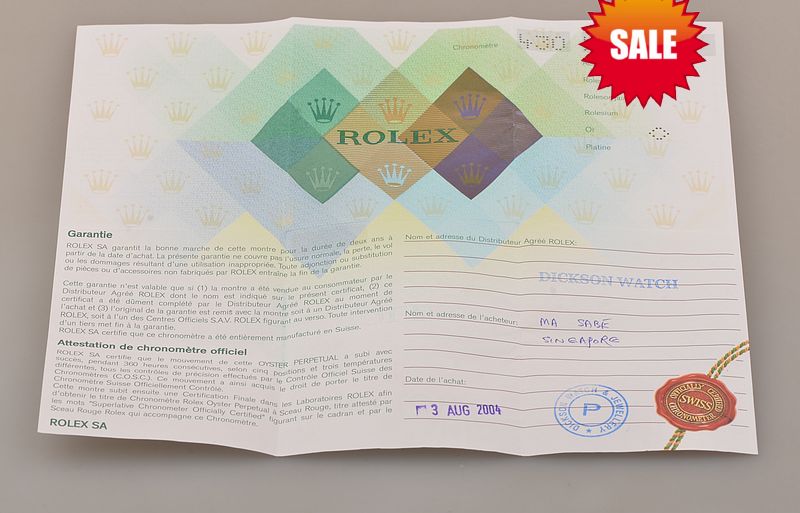 SALE
Chronomètre
430
Rolesor
Rolesium
Or
Platine
ROLEX
Garantie
ROLEX SA garantit la bonne marche de cette montre pour la durée de deux ans à
partir de la date d'achat. La présente garantie ne couvre pas l'usure normale, la perte, le vol
ou les dommages résultant d'une utilisation inappropriée. Toute adjonction ou substitution
de pièces ou d'accessoires non fabriqués par ROLEX entraîne la fin de la garantie.
Cette garantie n'est valable que si (1) la montre a été vendue au consommateur par le
Distributeur Agréé ROLEX dont le nom est indiqué sur le présent certificat, (2) ce
certificat a été dûment complété par le Distributeur Agréé ROLEX au moment de
l'achat et (3) l'original de la garantie est remis avec la montre soit à un Distributeur Agréé
ROLEX, soit à l'un des Centres Officiels S.A.V. ROLEX figurant au verso. Toute intervention
d'un tiers met fin à la garantie.
ROLEX SA certifie que ce chronomètre a été entièrement manufacturé en Suisse.
Attestation de chronomètre officiel
ROLEX SA certifie que le mouvement de cette OYSTER PERPETUAL a subi avec
succès, pendant 360 heures consécutives, selon cinq positions et trois températures
différentes, tous les contrôles de précision effectués par le Contrôle Officiel Suisse des
Chronomètres (C.O.S.C.). Ce mouvement a ainsi acquis le droit de porter le titre de
Chronomètre Suisse Officiellement Contrôlé.
Cette montre subit ensuite une Certification Finale dans les Laboratoires ROLEX afin
d'obtenir le titre de Chronomètre Rolex Oyster Perpetual à Sceau Rouge, titre attesté par
les mots "Superlative Chronometer Officially Certified" figurant sur le cadran et par le
Sceau Rouge Rolex qui accompagne ce Chronomètre.
ROLEX SA
Nom et adresse du Distributeur Agréé ROLEX:
DICKSON WATCH
Nom et adresse de l'acheteur:
MA SABE
SINGAPORE
Date de l'achat:
3 AUG 2004
DICKSON WATCH & JEWELLERY
P
OFFICIALLY CERTIFIED
SWISS
CHRONOMETER